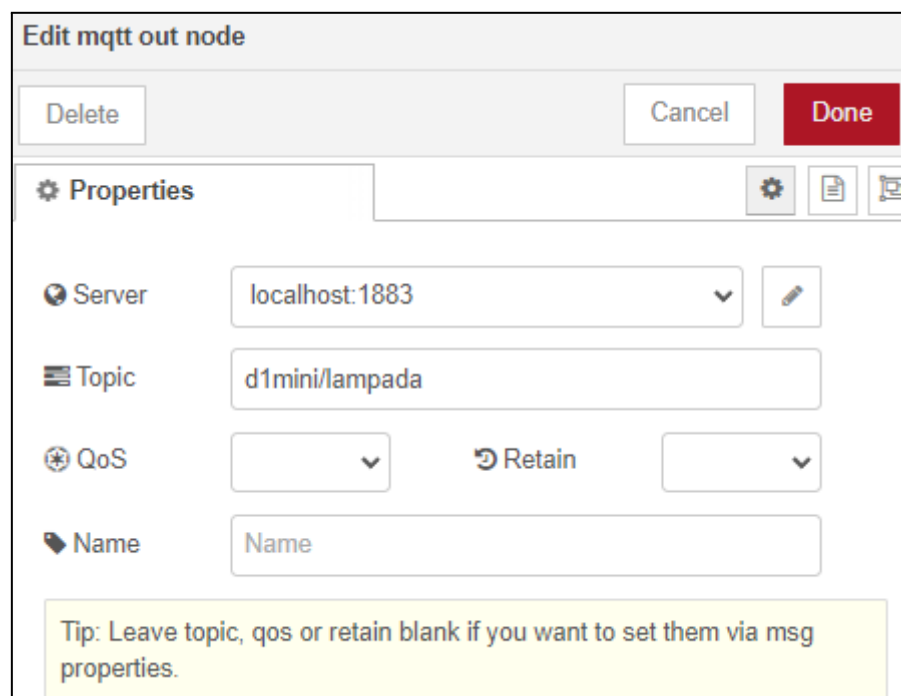 Edit mqtt out node
Delete Cancel Done
Properties
Server localhost:1883
Topic d1mini/lampada
QoS Retain
Name Name
Tip: Leave topic, qos or retain blank if you want to set them via msg
properties.